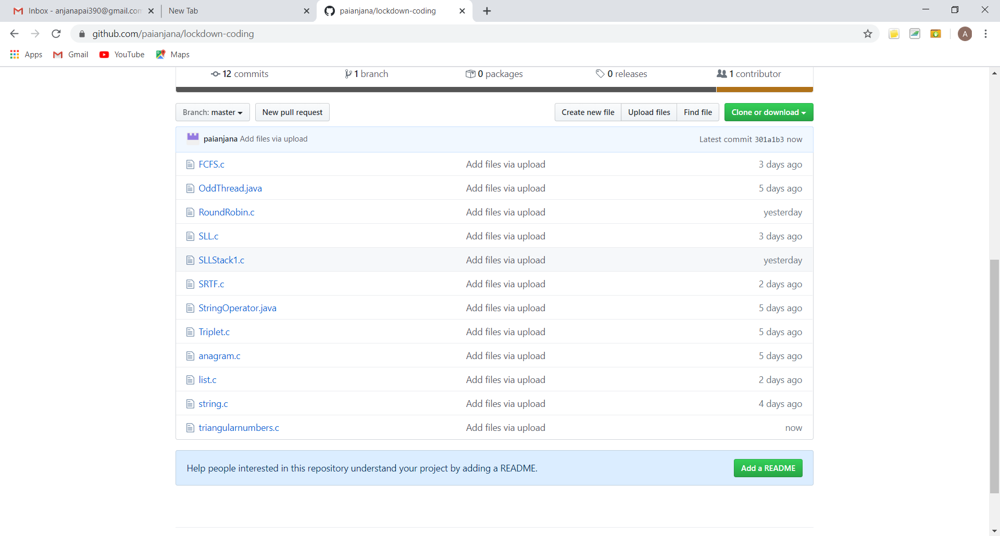 Inbox - anjanapai390@gmail.com
New Tab
paianjana/lockdown-coding
github.com/paianjana/lockdown-coding
A
Apps
Gmail
YouTube
Maps
12 commits
1 branch
0 packages
0 releases
1 contributor
Branch: master
New pull request
Create new file
Upload files
Find file
Clone or download
paianjana Add files via upload
Latest commit 301a1b3 now
FCFS.c Add files via upload 3 days ago
OddThread.java Add files via upload 5 days ago
RoundRobin.c Add files via upload yesterday
SLL.c Add files via upload 3 days ago
SLLStack1.c Add files via upload yesterday
SRTF.c Add files via upload 2 days ago
StringOperator.java Add files via upload 5 days ago
Triplet.c Add files via upload 5 days ago
anagram.c Add files via upload 5 days ago
list.c Add files via upload 2 days ago
string.c Add files via upload 4 days ago
triangularnumbers.c Add files via upload now
Help people interested in this repository understand your project by adding a README.
Add a README